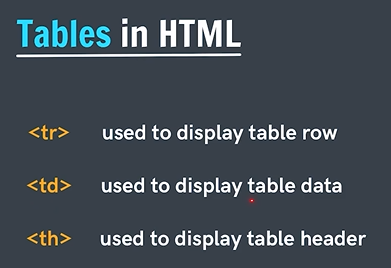 Tables in HTML
<tr> used to display table row
<td> used to display table data
<th> used to display table header